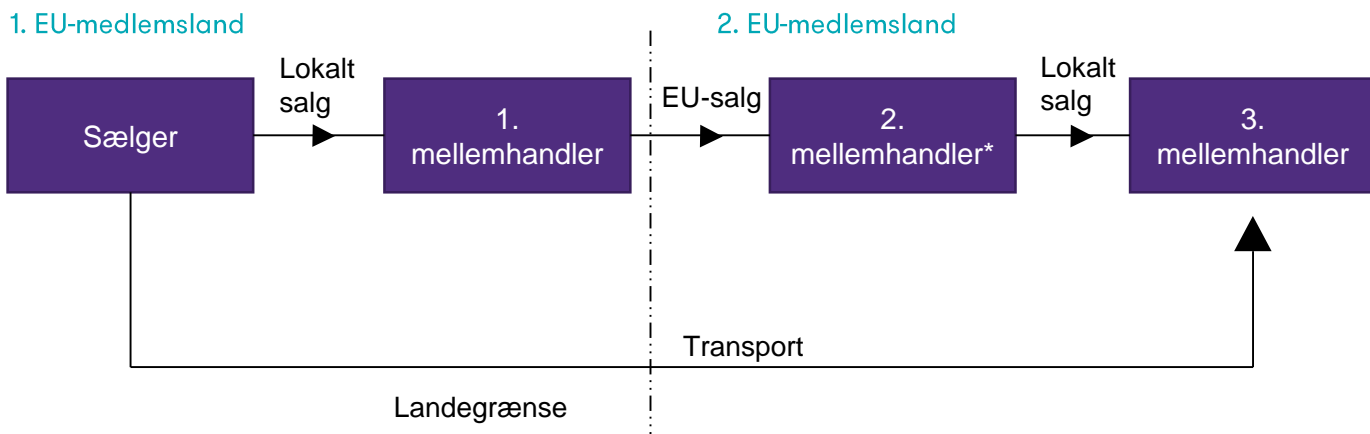 1. EU-medlemsland
2. EU-medlemsland
Sælger
Lokalt
salg
1.
mellemhandler
EU-salg
2.
mellemhandler*
Lokalt
salg
3.
mellemhandler
Transport
Landegrænse